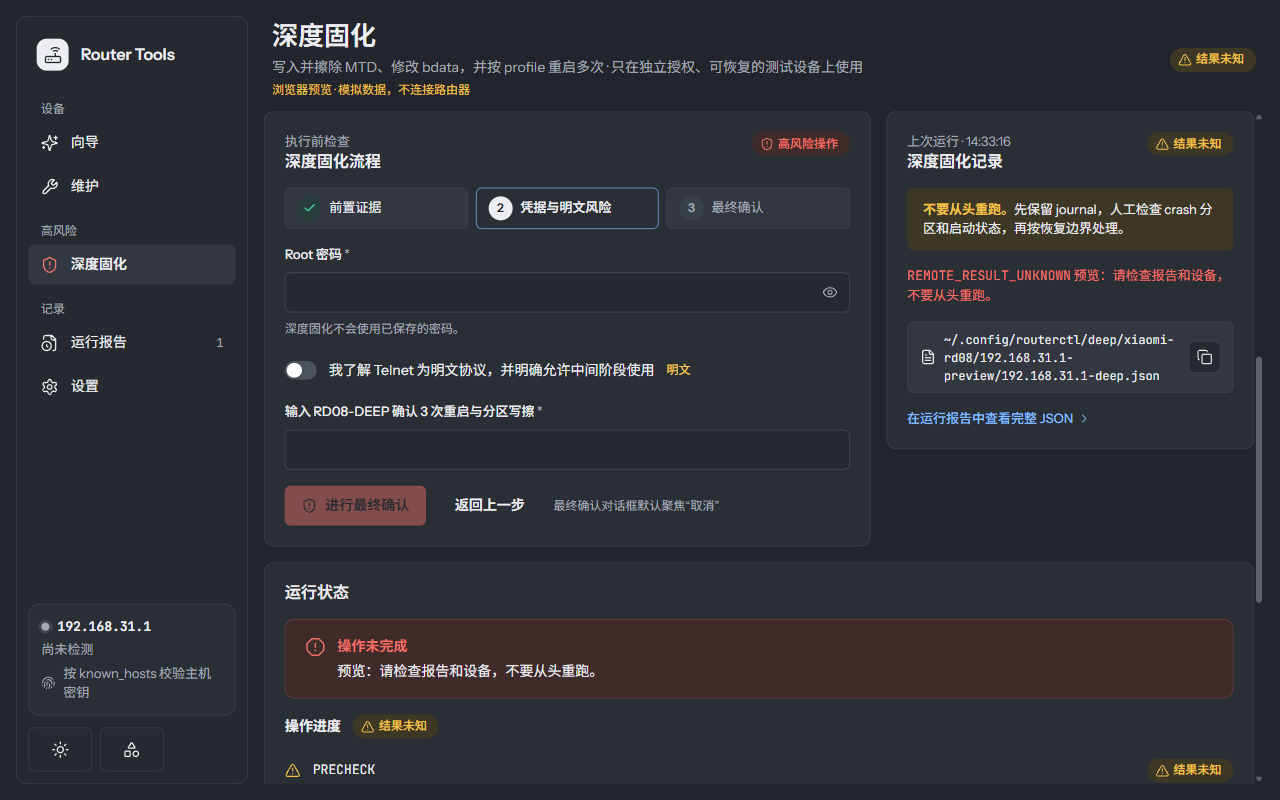 Router Tools
设备
向导
维护
高风险
深度固化
记录
运行报告 1
设置
192.168.31.1
尚未检测
按 known_hosts 校验主机
密钥
深度固化
写入并擦除 MTD、修改 bdata，并按 profile 重启多次 · 只在独立授权、可恢复的测试设备上使用
浏览器预览 · 模拟数据，不连接路由器
结果未知
执行前检查
深度固化流程
高风险操作
前置证据
2 凭据与明文风险
3 最终确认
Root 密码 *
深度固化不会使用已保存的密码。
我了解 Telnet 为明文协议，并明确允许中间阶段使用 明文
输入 RD08-DEEP 确认 3 次重启与分区写擦 *
进行最终确认
返回上一步
最终确认对话框默认聚焦“取消”
上次运行 · 14:33:16
深度固化记录
结果未知
不要从头重跑。先保留 journal，人工检查 crash 分
区和启动状态，再按恢复边界处理。
REMOTE_RESULT_UNKNOWN 预览：请检查报告和设备，
不要从头重跑。
~/.config/routerctl/deep/xiaomi-
rd08/192.168.31.1-
preview/192.168.31.1-deep.json
在运行报告中查看完整 JSON
运行状态
操作未完成
预览：请检查报告和设备，不要从头重跑。
操作进度 结果未知
PRECHECK 结果未知